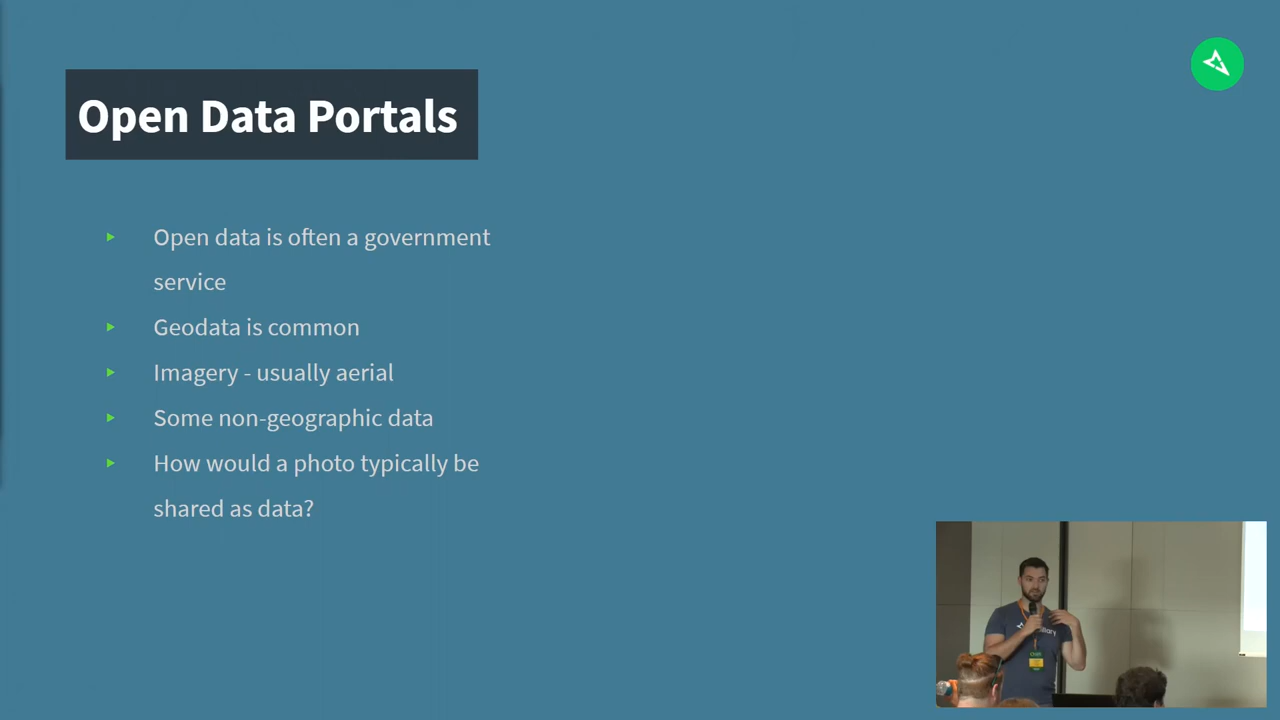 Open Data Portals
Open data is often a government
service
Geodata is common
Imagery - usually aerial
Some non-geographic data
How would a photo typically be
shared as data?